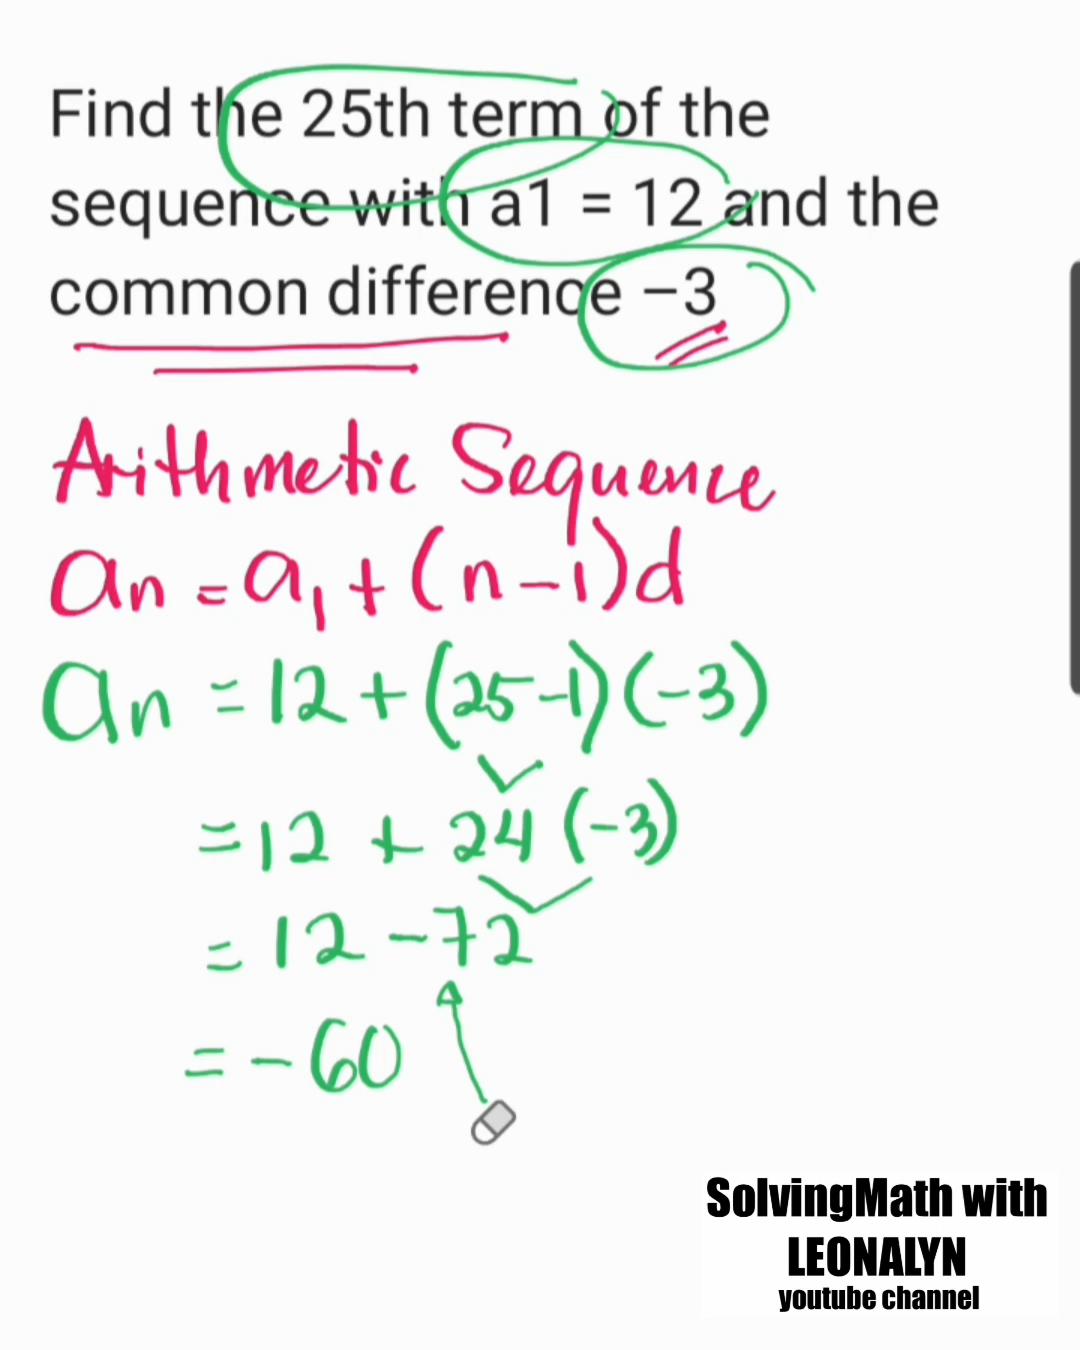 Find the 25th term of the
sequence with a1 = 12 and the
common difference −3
Arithmetic Sequence
an = a₁ + (n-1)d
an = 12 + (25-1)(-3)
= 12 + 24 (-3)
= 12 - 72
= - 60
SolvingMath with
LEONALYN
youtube channel